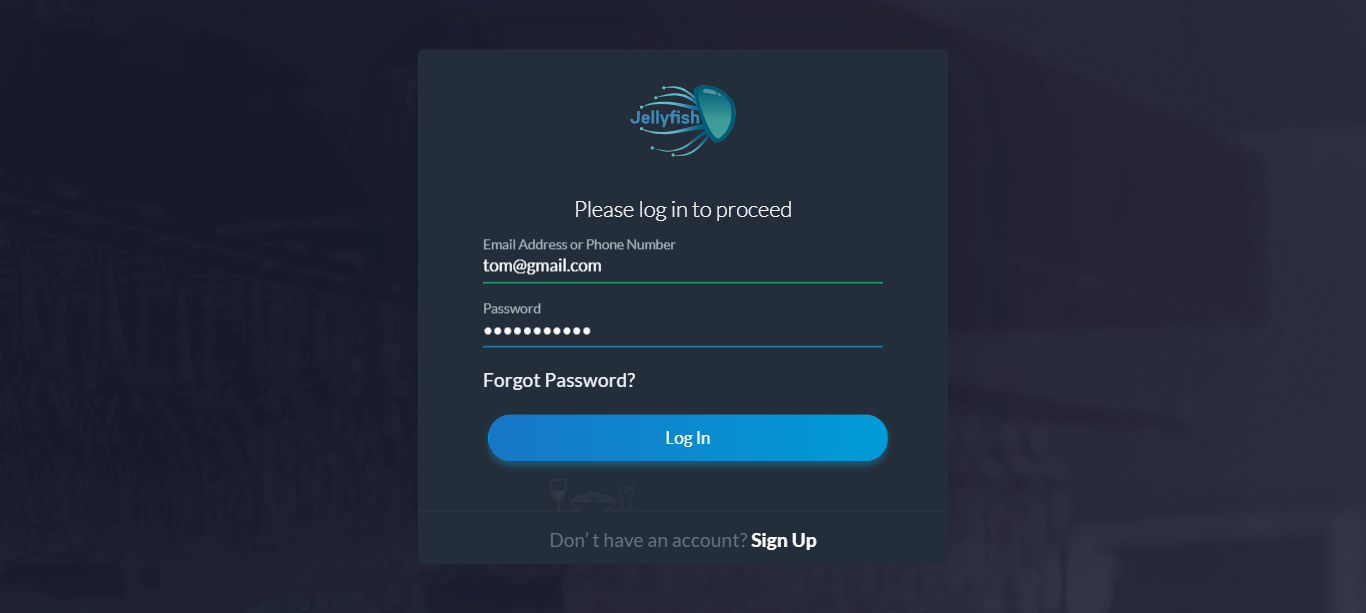 Jellyfish
Please log in to proceed
Email Address or Phone Number
tom@gmail.com
Password
●●●●●●●●●●●
Forgot Password?
Log In
Don’ t have an account? Sign Up